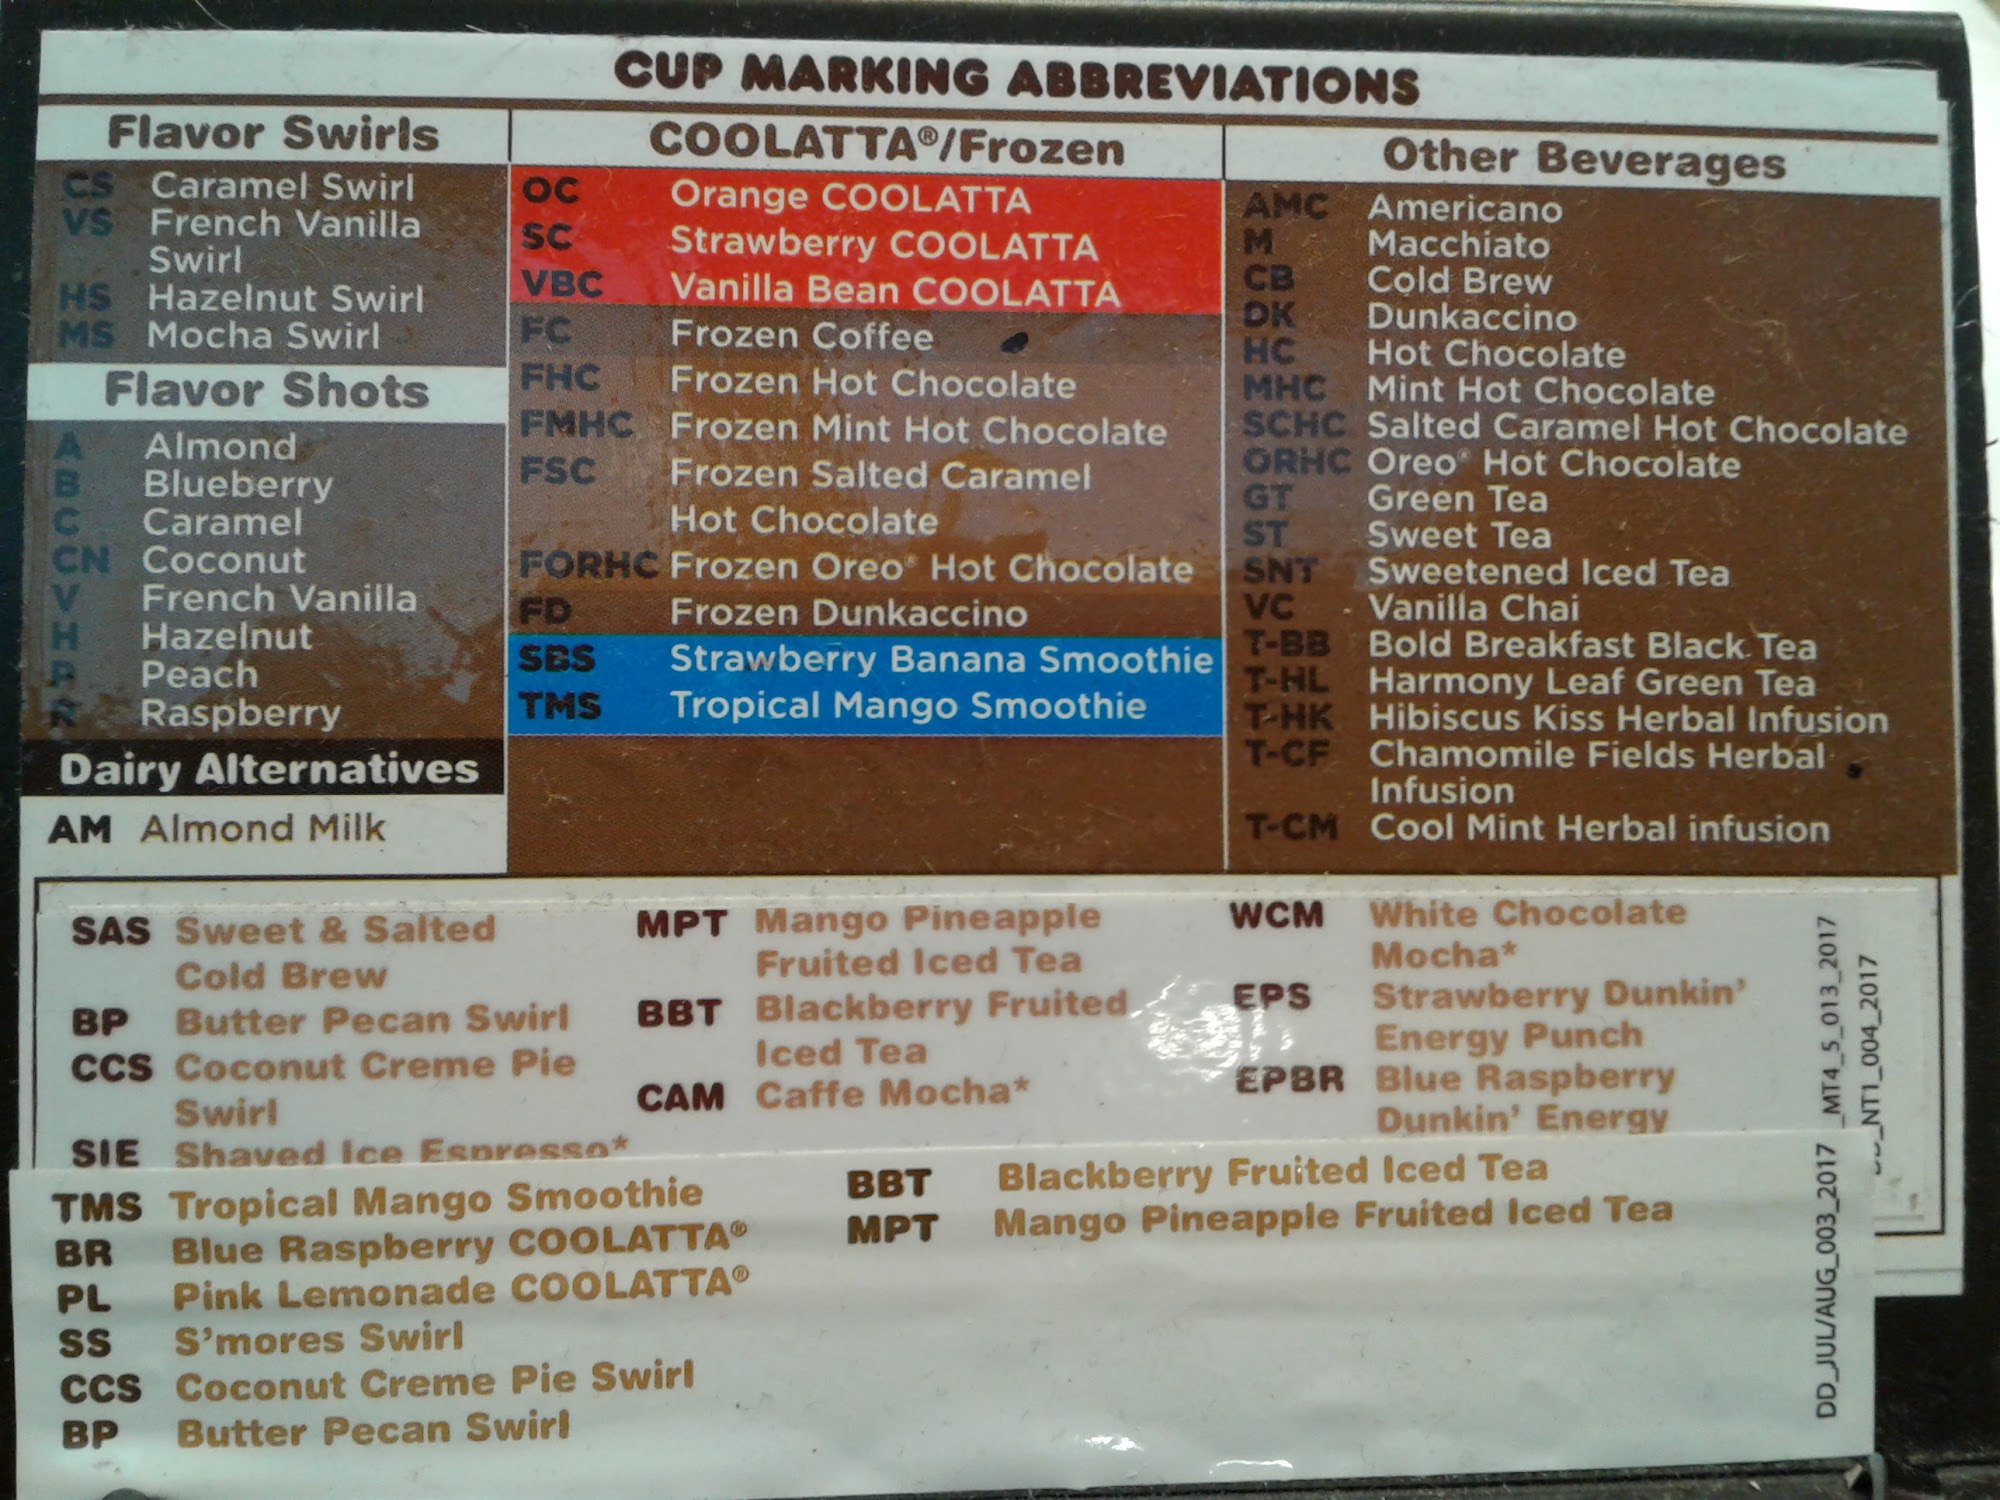 CUP MARKING ABBREVIATIONS
Flavor Swirls
CS Caramel Swirl
VS French Vanilla
Swirl
HS Hazelnut Swirl
MS Mocha Swirl
Flavor Shots
A Almond
B Blueberry
C Caramel
CN Coconut
V French Vanilla
H Hazelnut
P Peach
R Raspberry
Dairy Alternatives
AM Almond Milk
COOLATTA®/Frozen
OC Orange COOLATTA
SC Strawberry COOLATTA
VBC Vanilla Bean COOLATTA
FC Frozen Coffee
FHC Frozen Hot Chocolate
FMHC Frozen Mint Hot Chocolate
FSC Frozen Salted Caramel
Hot Chocolate
FORHC Frozen Oreo® Hot Chocolate
FD Frozen Dunkaccino
SBS Strawberry Banana Smoothie
TMS Tropical Mango Smoothie
Other Beverages
AMC Americano
M Macchiato
CB Cold Brew
DK Dunkaccino
HC Hot Chocolate
MHC Mint Hot Chocolate
SCHC Salted Caramel Hot Chocolate
ORHC Oreo® Hot Chocolate
GT Green Tea
ST Sweet Tea
SNT Sweetened Iced Tea
VC Vanilla Chai
T-BB Bold Breakfast Black Tea
T-HL Harmony Leaf Green Tea
T-HK Hibiscus Kiss Herbal Infusion
T-CF Chamomile Fields Herbal
Infusion
T-CM Cool Mint Herbal infusion
SAS Sweet & Salted
Cold Brew
BP Butter Pecan Swirl
CCS Coconut Creme Pie
Swirl
SIE Shaved Ice Espresso*
MPT Mango Pineapple
Fruited Iced Tea
BBT Blackberry Fruited
Iced Tea
CAM Caffe Mocha*
WCM White Chocolate
Mocha*
EPS Strawberry Dunkin'
Energy Punch
EPBR Blue Raspberry
Dunkin' Energy
_MT4_5_013_2017
_NT1_004_2017
TMS Tropical Mango Smoothie
BR Blue Raspberry COOLATTA®
PL Pink Lemonade COOLATTA®
SS S'mores Swirl
CCS Coconut Creme Pie Swirl
BP Butter Pecan Swirl
BBT Blackberry Fruited Iced Tea
MPT Mango Pineapple Fruited Iced Tea
DD_JUL/AUG_003_2017